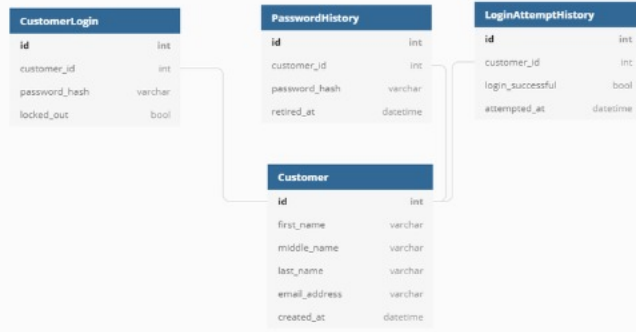 CustomerLogin
id int
customer_id int
password_hash varchar
locked_out bool
PasswordHistory
id int
customer_id int
password_hash varchar
retired_at datetime
LoginAttemptHistory
id int
customer_id int
login_successful bool
attempted_at datetime
Customer
id int
first_name varchar
middle_name varchar
last_name varchar
email_address varchar
created_at datetime